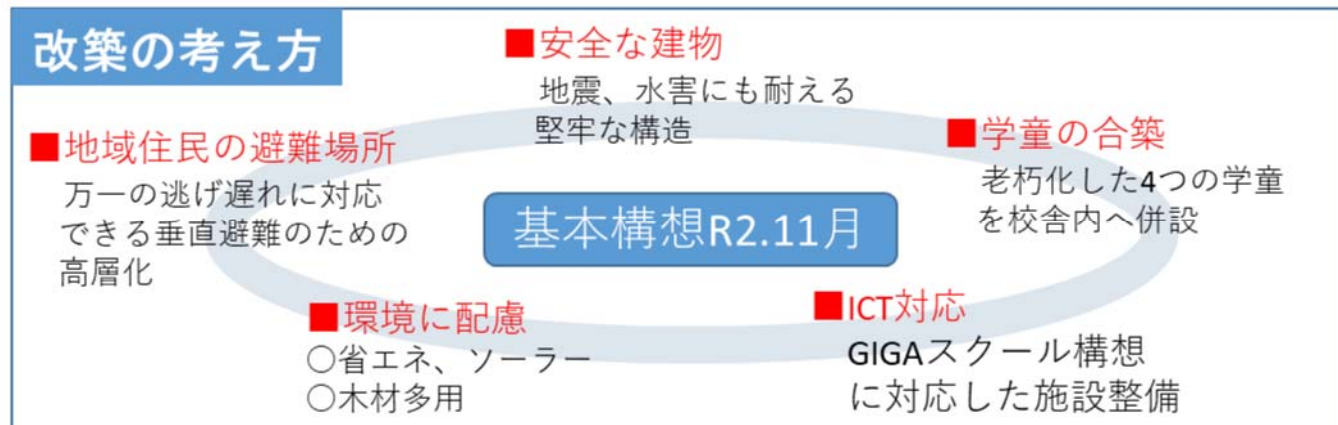 改築の考え方
■安全な建物
地震、水害にも耐える
堅牢な構造
■地域住民の避難場所
万一の逃げ遅れに対応
できる垂直避難のための
高層化
■学童の合築
老朽化した4つの学童
を校舎内へ併設
基本構想R2.11月
■環境に配慮
○省エネ、ソーラー
○木材多用
■ICT対応
GIGAスクール構想
に対応した施設整備